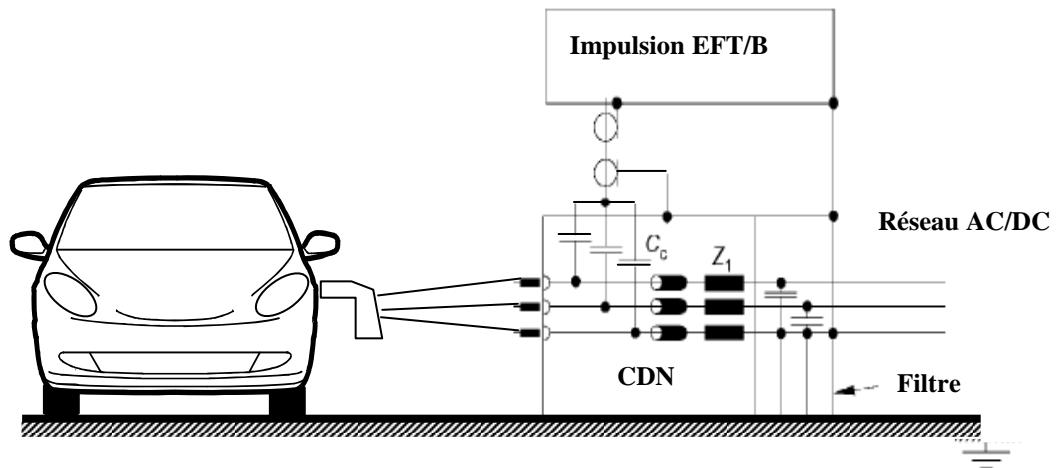 Impulsion EFT/B
Réseau AC/DC
Cc
Z1
CDN
Filtre